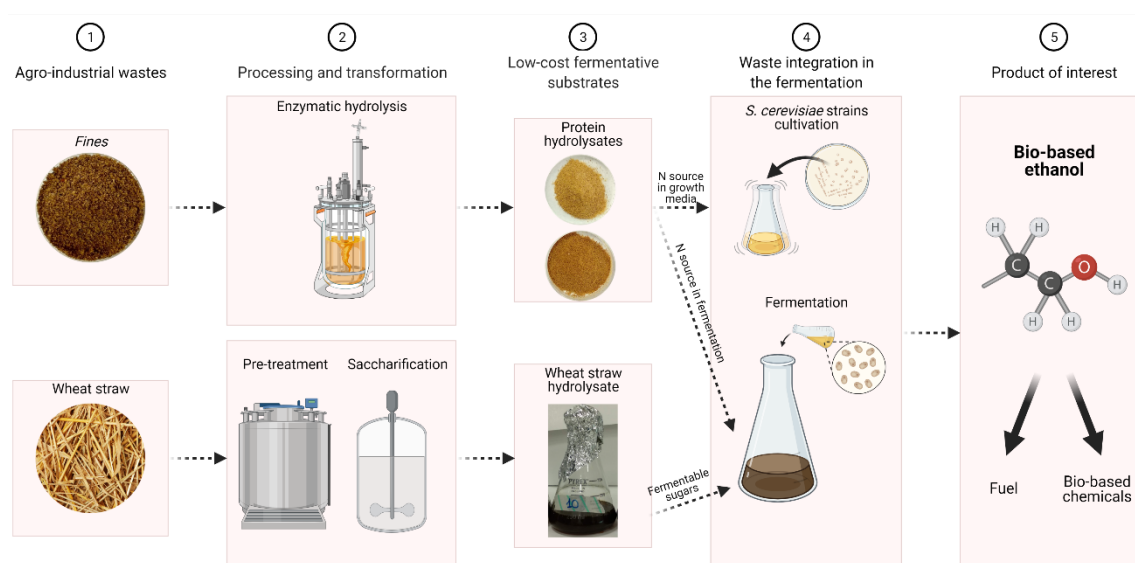 1
Agro-industrial wastes
2
Processing and transformation
3
Low-cost fermentative
substrates
4
Waste integration in
the fermentation
5
Product of interest
Fines
Enzymatic hydrolysis
Protein
hydrolysates
N source
in growth
media
N source in fermentation
S. cerevisiae strains
cultivation
Fermentation
Bio-based
ethanol
H
H
C
C
O
H
H
H
Wheat straw
Pre-treatment
Saccharification
Wheat straw
hydrolysate
PYREX
10
Fermentable
sugars
Fuel
Bio-based
chemicals